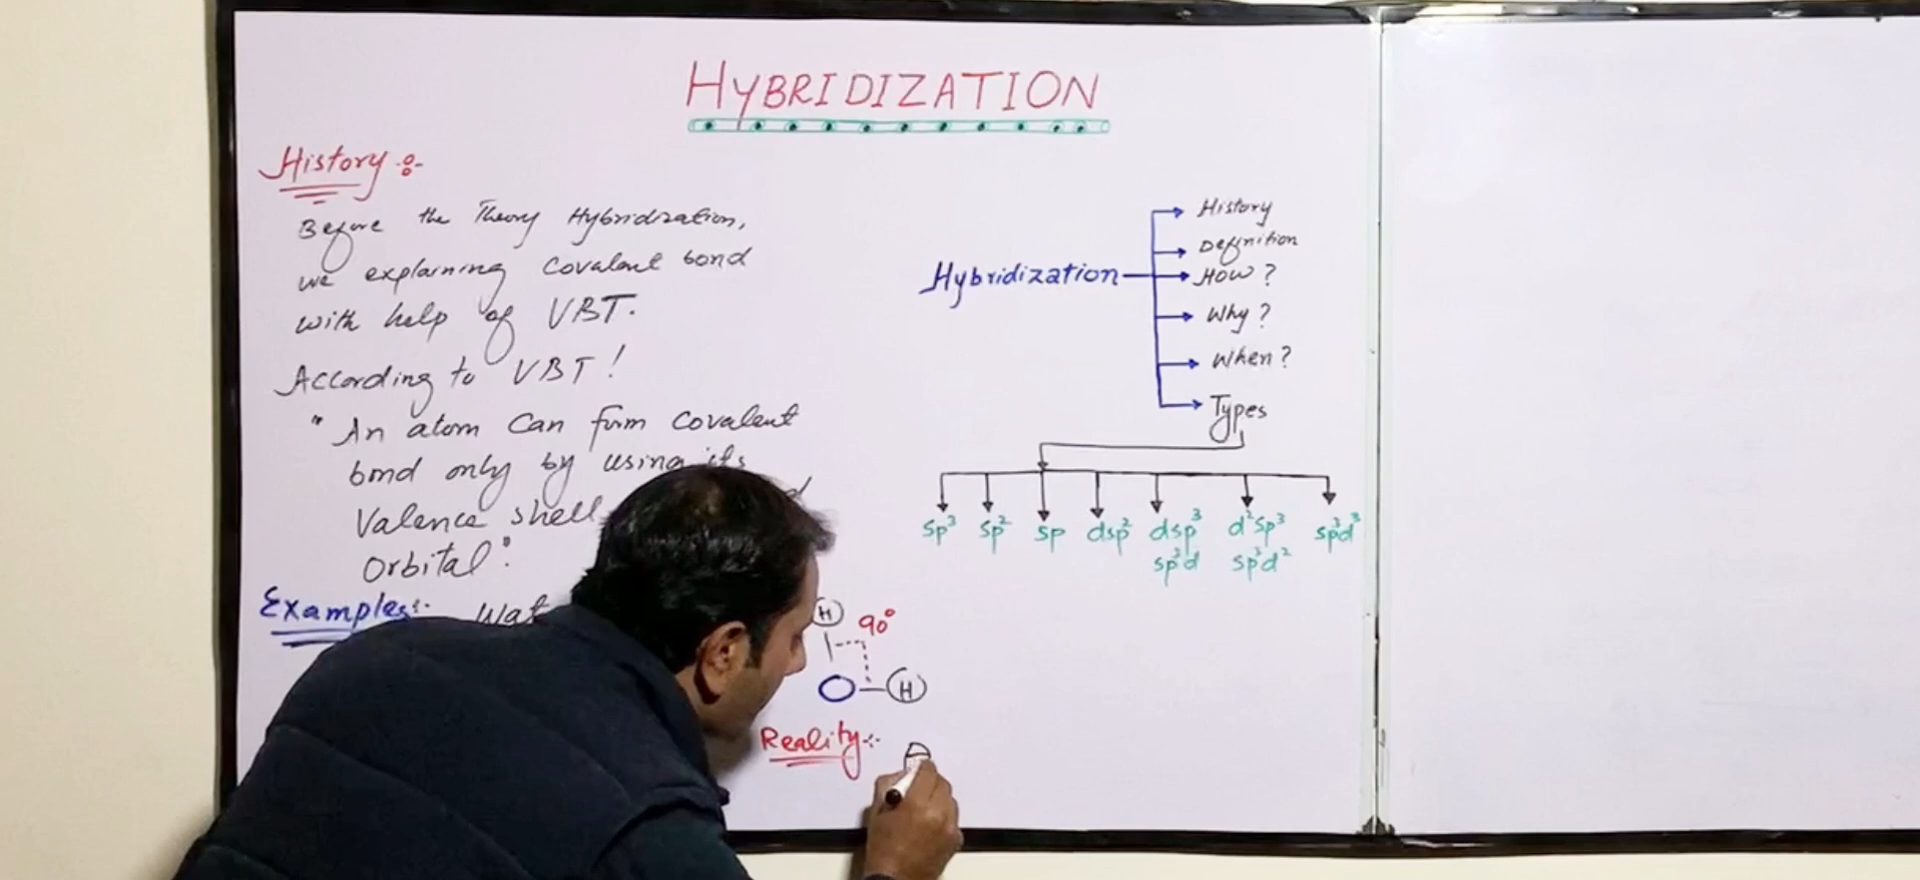 HYBRIDIZATION
History :-
Before the Theory Hybridization,
we explaining Covalent bond
with help of VBT.
According to VBT!
"An atom Can form Covalent
bond only by using its
Valence shell
Orbital".
Examples:-
H
90°
O H
Reality:-
Hybridization
History
Definition
How?
Why?
When?
Types
sp³ sp² sp dsp² dsp³ d²sp³ sp³d³
sp³d sp³d²